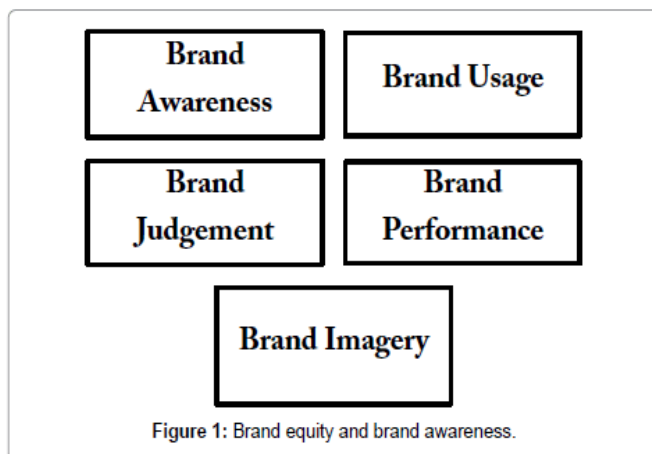 Brand
Awareness
Brand Usage
Brand
Judgement
Brand
Performance
Brand Imagery
Figure 1: Brand equity and brand awareness.